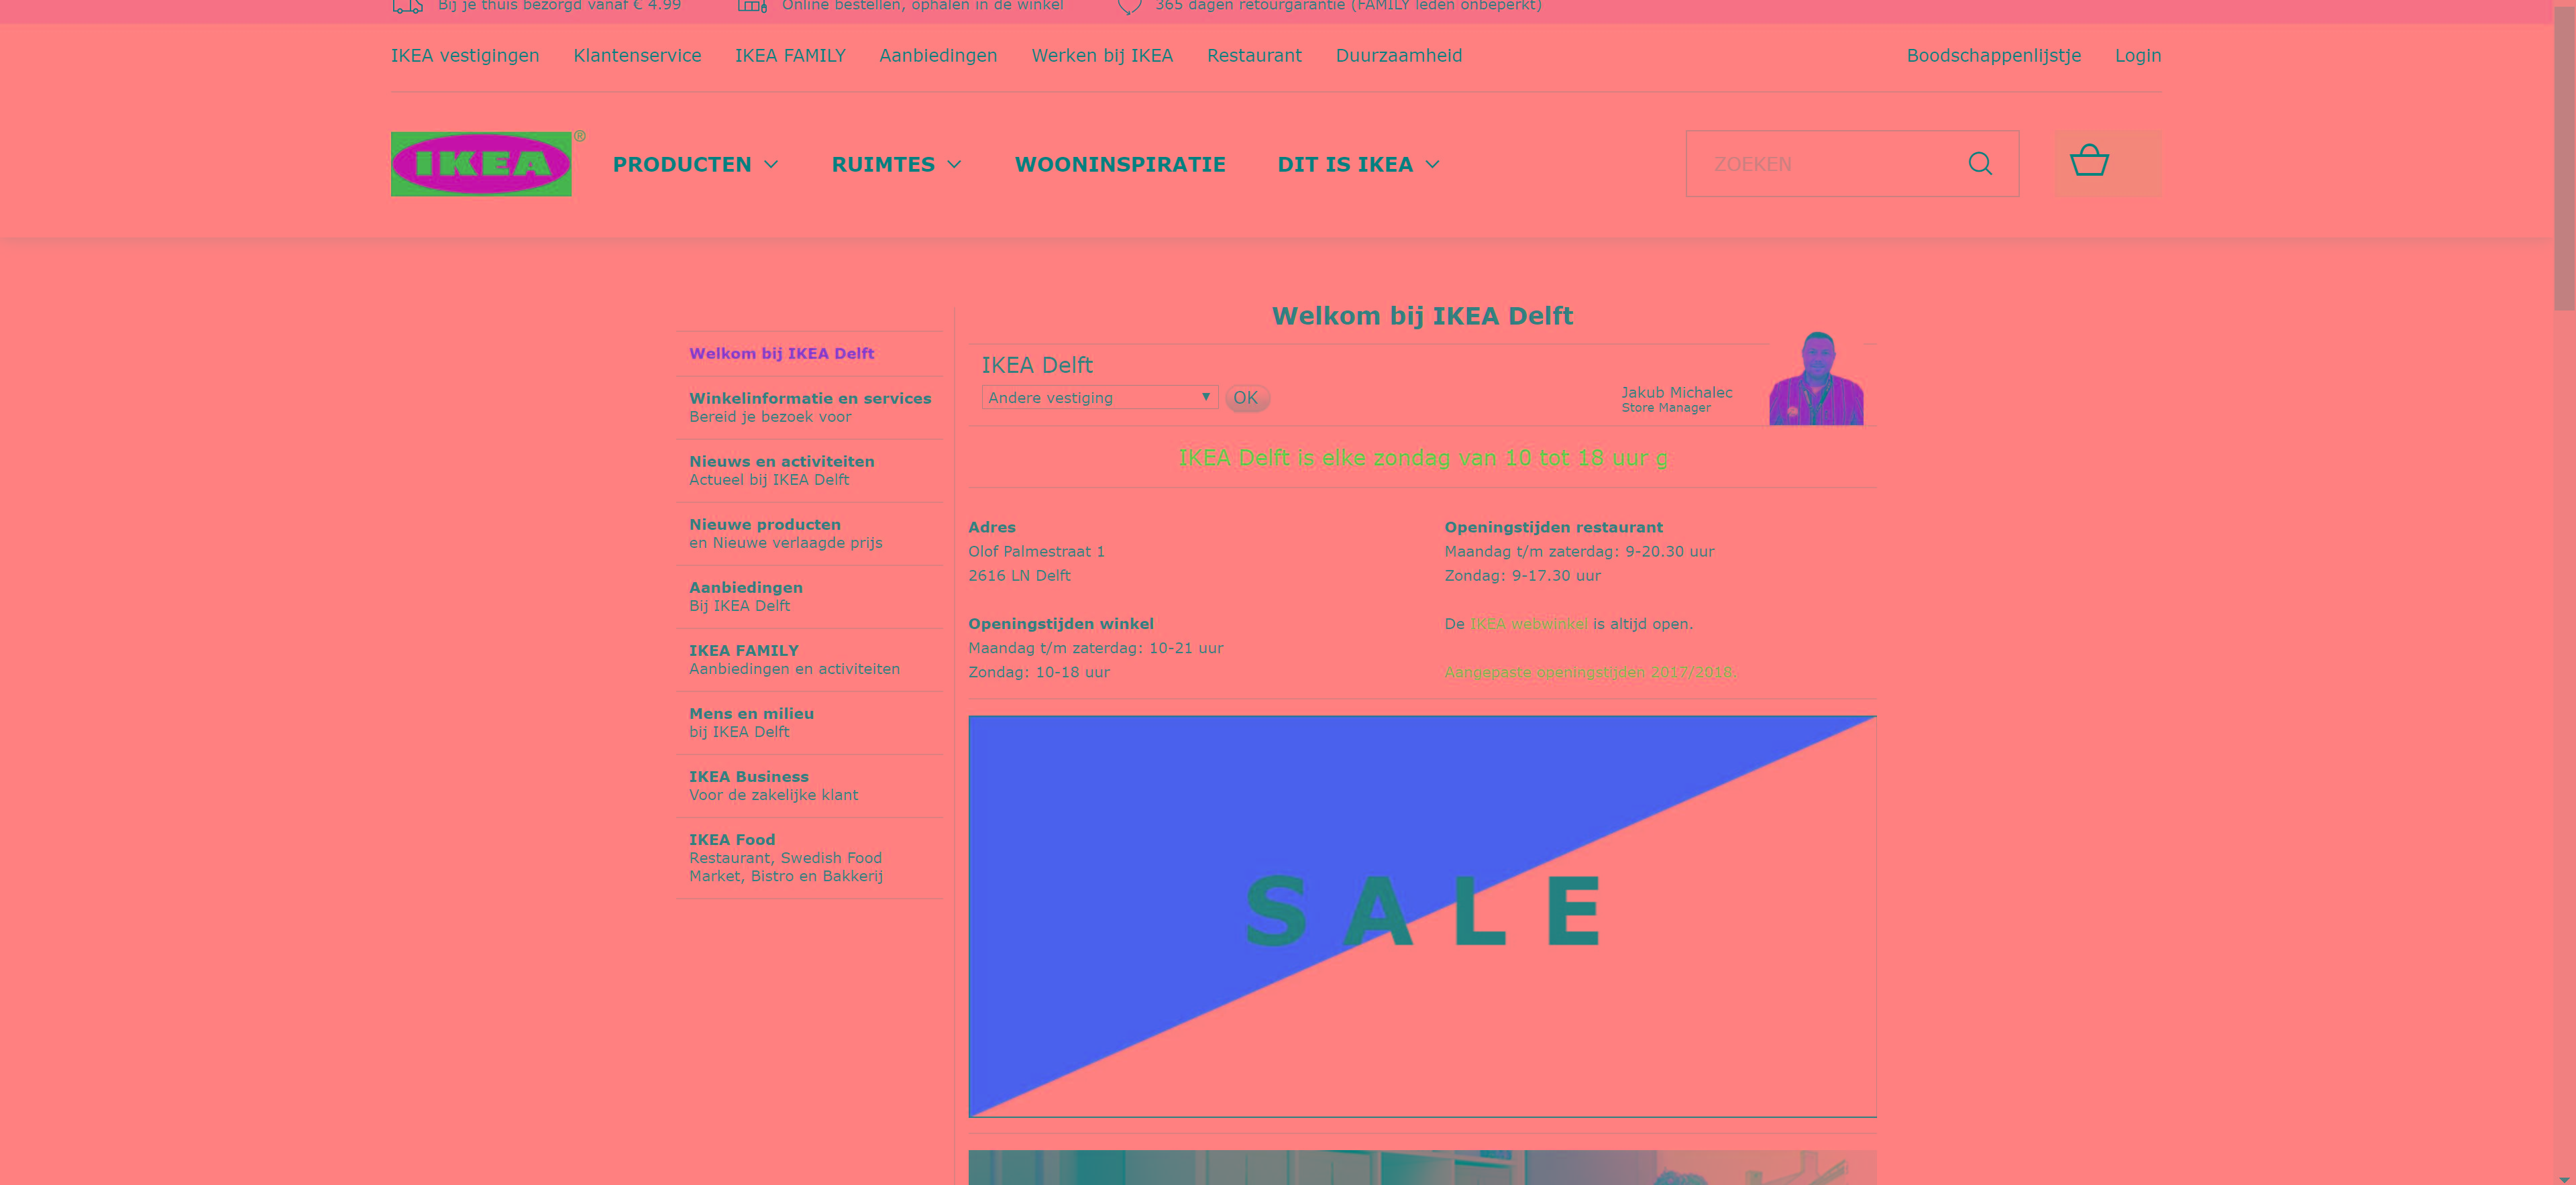 Bij je thuis bezorgd vanaf € 4.99
Online bestellen, ophalen in de winkel
365 dagen retourgarantie (FAMILY leden onbeperkt)
IKEA vestigingen
Klantenservice
IKEA FAMILY
Aanbiedingen
Werken bij IKEA
Restaurant
Duurzaamheid
Boodschappenlijstje
Login
IKEA ®
PRODUCTEN
RUIMTES
WOONINSPIRATIE
DIT IS IKEA
ZOEKEN
Welkom bij IKEA Delft
Winkelinformatie en services
Bereid je bezoek voor
Nieuws en activiteiten
Actueel bij IKEA Delft
Nieuwe producten
en Nieuwe verlaagde prijs
Aanbiedingen
Bij IKEA Delft
IKEA FAMILY
Aanbiedingen en activiteiten
Mens en milieu
bij IKEA Delft
IKEA Business
Voor de zakelijke klant
IKEA Food
Restaurant, Swedish Food
Market, Bistro en Bakkerij
Welkom bij IKEA Delft
IKEA Delft
Andere vestiging
OK
Jakub Michalec
Store Manager
IKEA Delft is elke zondag van 10 tot 18 uur g
Adres
Olof Palmestraat 1
2616 LN Delft
Openingstijden winkel
Maandag t/m zaterdag: 10-21 uur
Zondag: 10-18 uur
Openingstijden restaurant
Maandag t/m zaterdag: 9-20.30 uur
Zondag: 9-17.30 uur
De IKEA webwinkel is altijd open.
Aangepaste openingstijden 2017/2018.
SALE